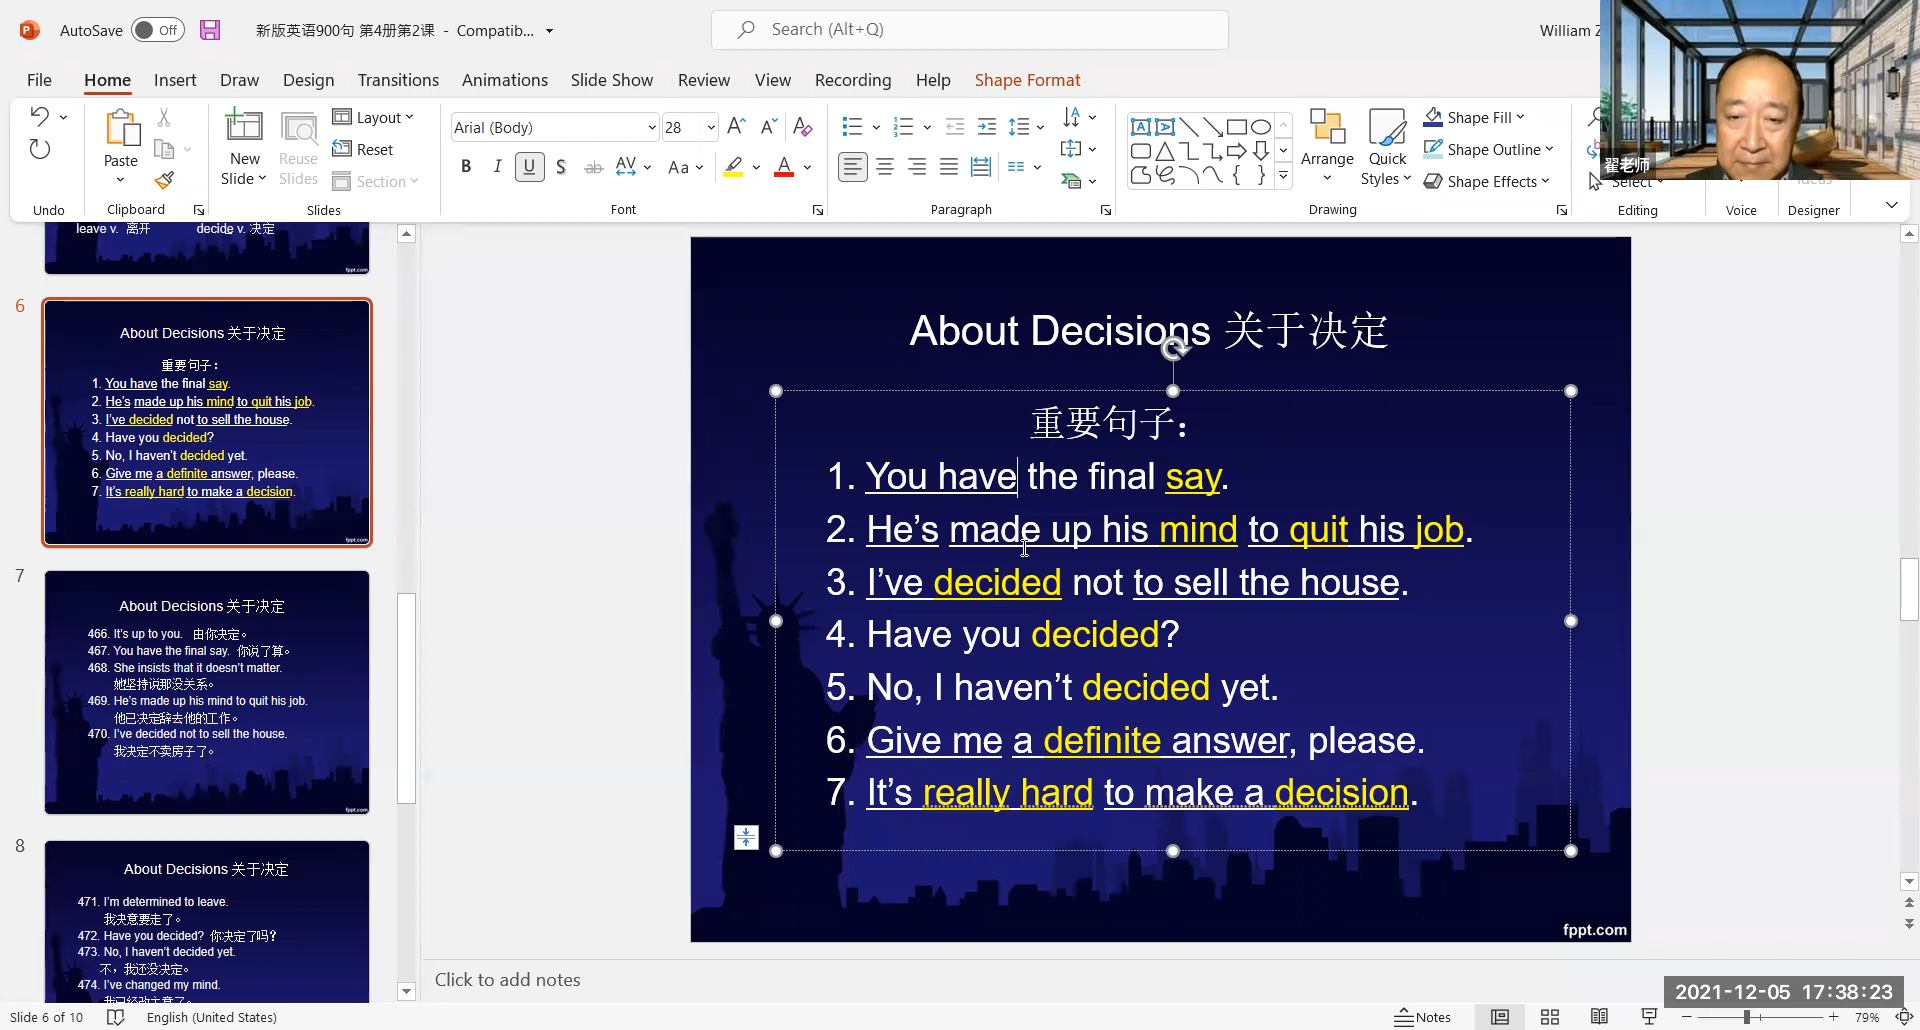 AutoSave Off 新版英语900句 第4册第2课 - Compatib... Search (Alt+Q) William Z
File Home Insert Draw Design Transitions Animations Slide Show Review View Recording Help Shape Format
Paste
New Slide
Reuse Slides
Layout
Reset
Section
Arial (Body) 28
B I U S ab AV Aa A
Arrange
Quick Styles
Shape Fill
Shape Outline
Shape Effects
Select
翟老师
Undo Clipboard Slides Font Paragraph Drawing Editing Voice Designer
leave v. 离开 decide v. 决定
fppt.com
6
About Decisions 关于决定
重要句子：
1. You have the final say.
2. He's made up his mind to quit his job.
3. I've decided not to sell the house.
4. Have you decided?
5. No, I haven't decided yet.
6. Give me a definite answer, please.
7. It's really hard to make a decision.
fppt.com
7
About Decisions 关于决定
466. It's up to you. 由你决定。
467. You have the final say. 你说了算。
468. She insists that it doesn't matter.
她坚持说那没关系。
469. He's made up his mind to quit his job.
他已决定辞去他的工作。
470. I've decided not to sell the house.
我决定不卖房子了。
fppt.com
8
About Decisions 关于决定
471. I'm determined to leave.
我决意要走了。
472. Have you decided? 你决定了吗?
473. No, I haven't decided yet.
不，我还没决定。
474. I've changed my mind.
我已经改主意了。
About Decisions 关于决定
重要句子：
1. You have the final say.
2. He’s made up his mind to quit his job.
3. I’ve decided not to sell the house.
4. Have you decided?
5. No, I haven’t decided yet.
6. Give me a definite answer, please.
7. It’s really hard to make a decision.
fppt.com
Click to add notes
2021-12-05 17:38:23
Slide 6 of 10 English (United States) Notes 79%